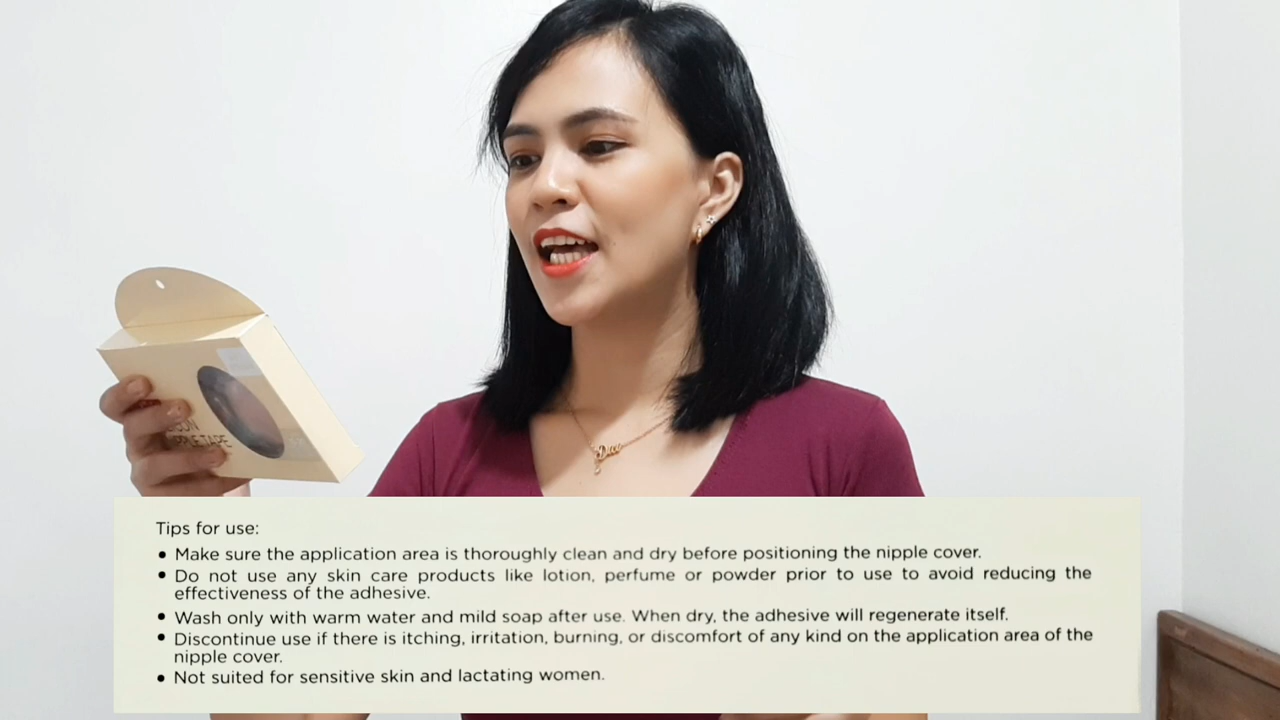 NIPPLE TAPE
Tips for use:
• Make sure the application area is thoroughly clean and dry before positioning the nipple cover.
• Do not use any skin care products like lotion, perfume or powder prior to use to avoid reducing the
effectiveness of the adhesive.
• Wash only with warm water and mild soap after use. When dry, the adhesive will regenerate itself.
• Discontinue use if there is itching, irritation, burning, or discomfort of any kind on the application area of the
nipple cover.
• Not suited for sensitive skin and lactating women.